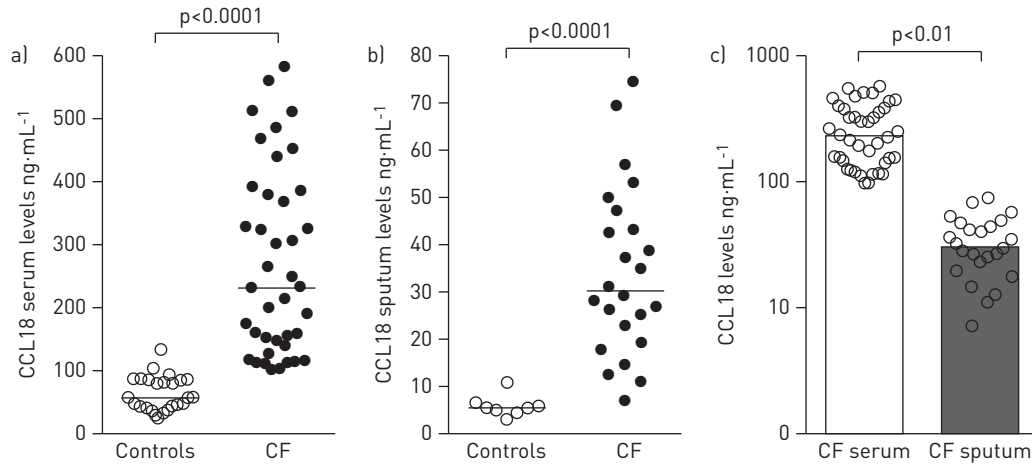 a)
p<0.0001
CCL18 serum levels ng·mL⁻¹
600
500
400
300
200
100
0
Controls
CF
b)
p<0.0001
CCL18 sputum levels ng·mL⁻¹
80
70
60
50
40
30
20
10
0
Controls
CF
c)
p<0.01
CCL18 levels ng·mL⁻¹
1000
100
10
0
CF serum
CF sputum